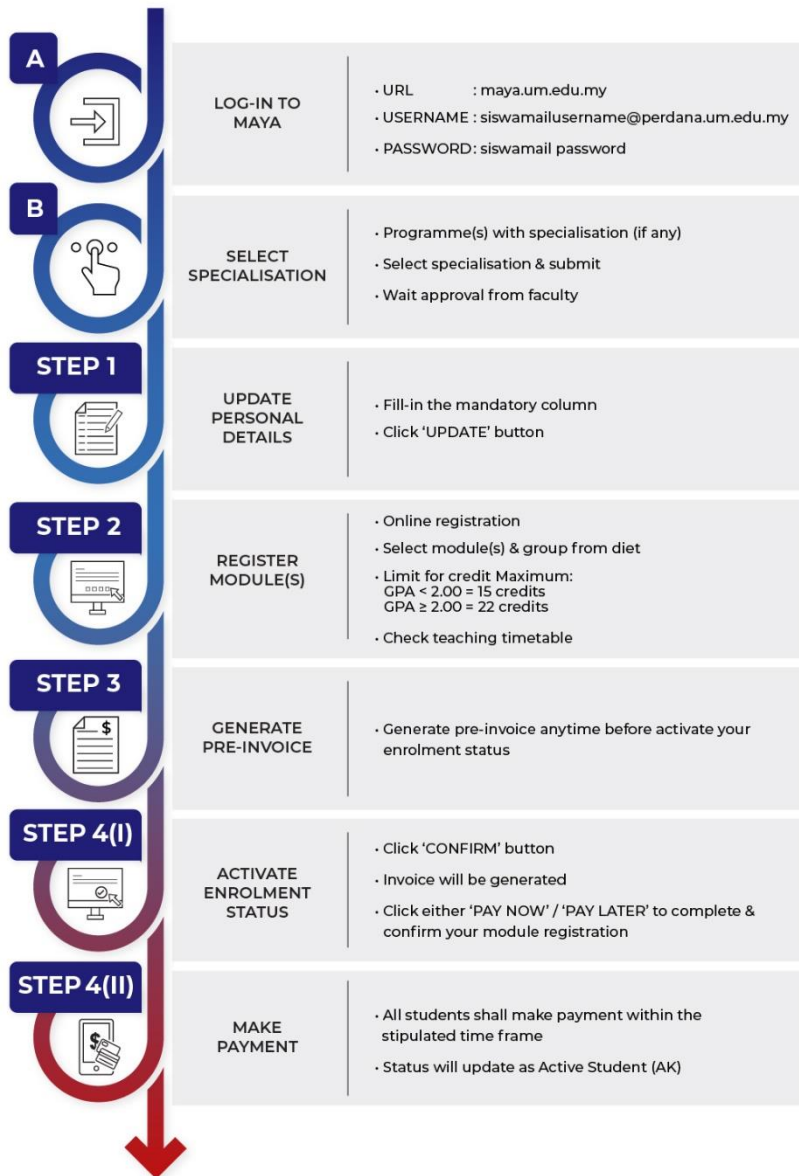 A
LOG-IN TO
MAYA
• URL : maya.um.edu.my
• USERNAME : siswamailusername@perdana.um.edu.my
• PASSWORD : siswamail password
B
SELECT
SPECIALISATION
• Programme(s) with specialisation (if any)
• Select specialisation & submit
• Wait approval from faculty
STEP 1
UPDATE
PERSONAL
DETAILS
• Fill-in the mandatory column
• Click ‘UPDATE’ button
STEP 2
REGISTER
MODULE(S)
• Online registration
• Select module(s) & group from diet
• Limit for credit Maximum:
GPA < 2.00 = 15 credits
GPA ≥ 2.00 = 22 credits
• Check teaching timetable
STEP 3
$
GENERATE
PRE-INVOICE
• Generate pre-invoice anytime before activate your
enrolment status
STEP 4(I)
ACTIVATE
ENROLMENT
STATUS
• Click ‘CONFIRM’ button
• Invoice will be generated
• Click either ‘PAY NOW’ / ‘PAY LATER’ to complete &
confirm your module registration
STEP 4(II)
$
MAKE
PAYMENT
• All students shall make payment within the
stipulated time frame
• Status will update as Active Student (AK)